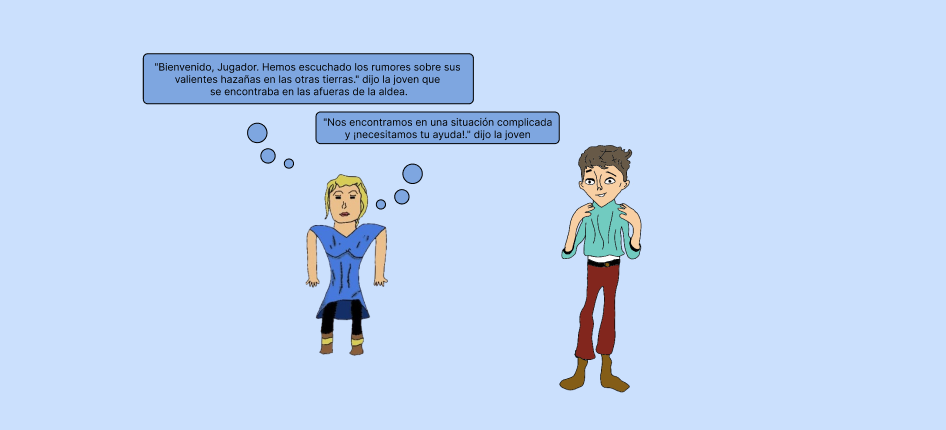 "Bienvenido, Jugador. Hemos escuchado los rumores sobre sus
valientes hazañas en las otras tierras." dijo la joven que
se encontraba en las afueras de la aldea.
"Nos encontramos en una situación complicada
y ¡necesitamos tu ayuda!." dijo la joven